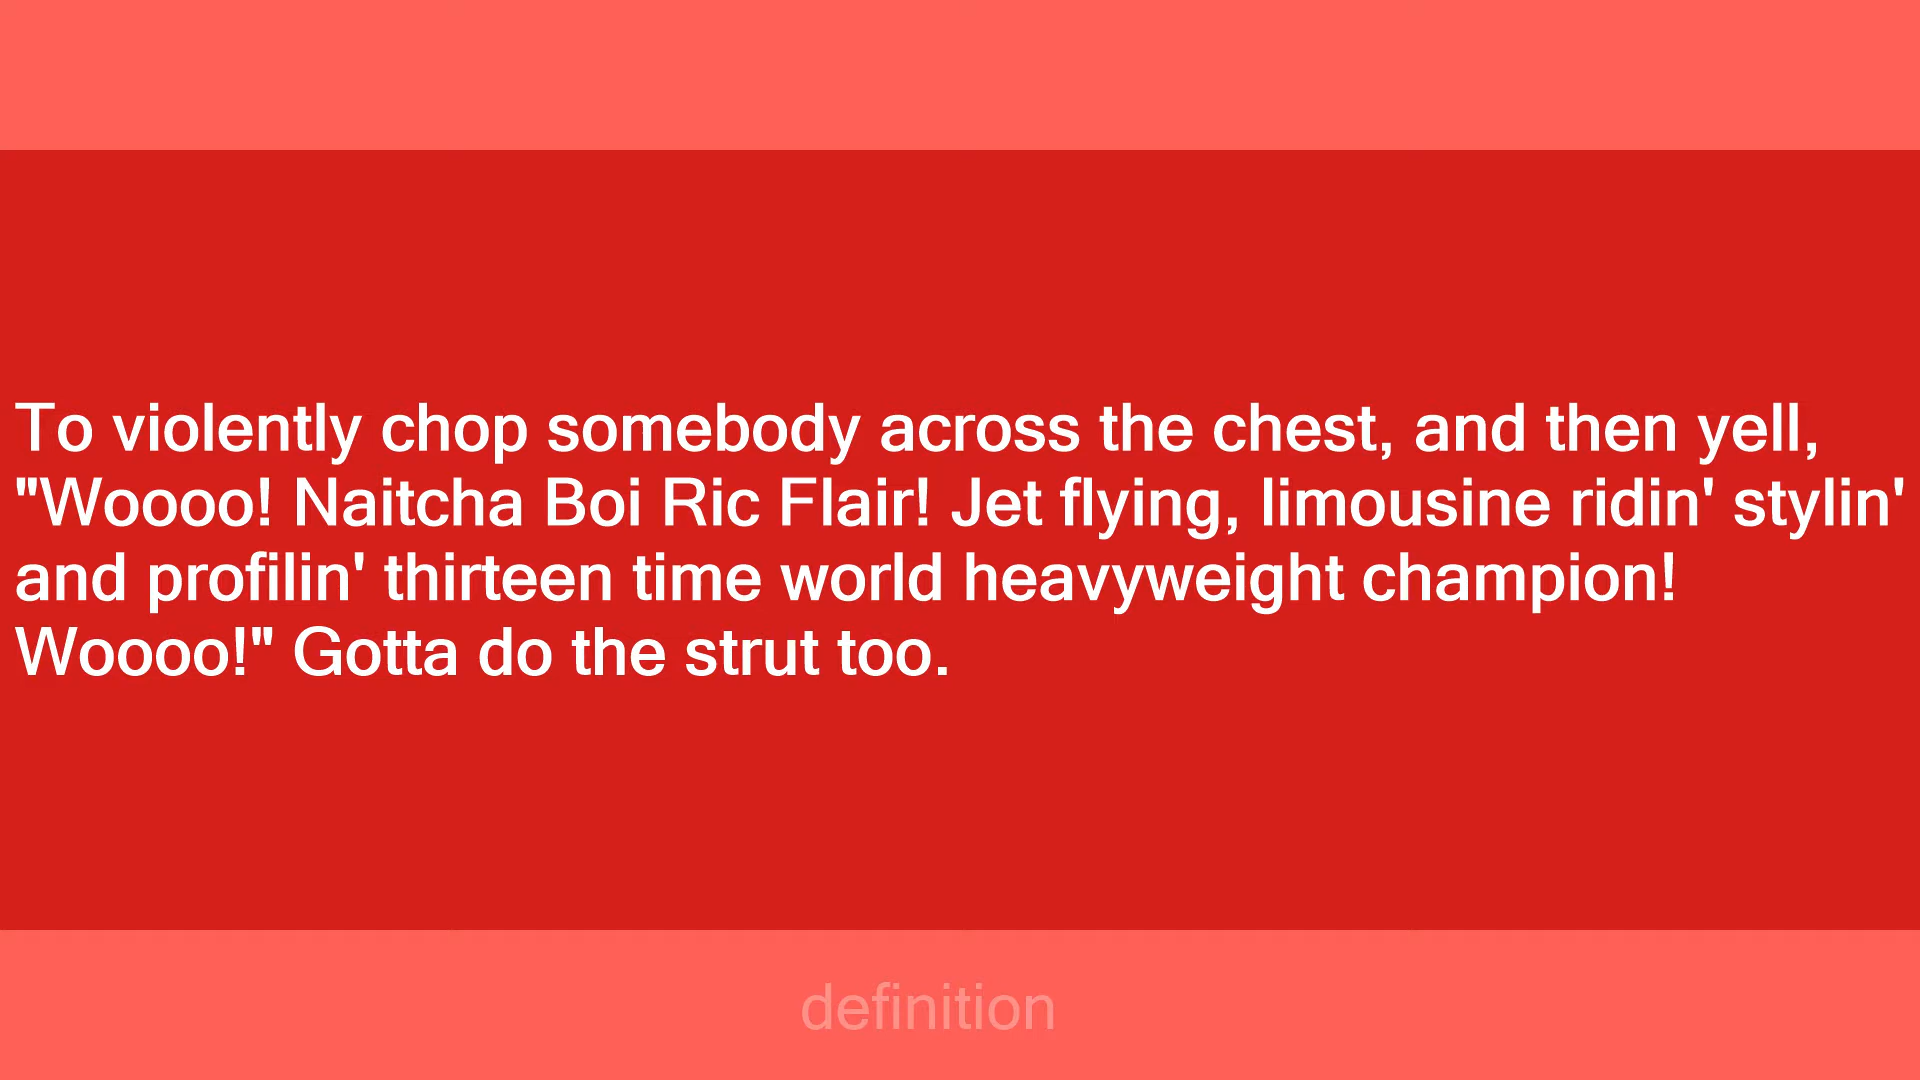 To violently chop somebody across the chest, and then yell,
"Woooo! Naitcha Boi Ric Flair! Jet flying, limousine ridin' stylin'
and profilin' thirteen time world heavyweight champion!
Woooo!" Gotta do the strut too.
definition